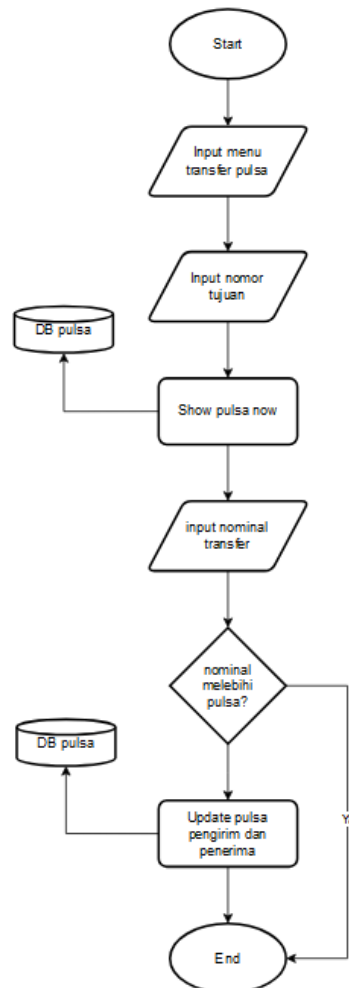 Start
Input menu
transfer pulsa
Input nomor
tujuan
DB pulsa
Show pulsa now
input nominal
transfer
nominal
melebihi
pulsa?
DB pulsa
Update pulsa
pengirim dan
penerima
Y
End